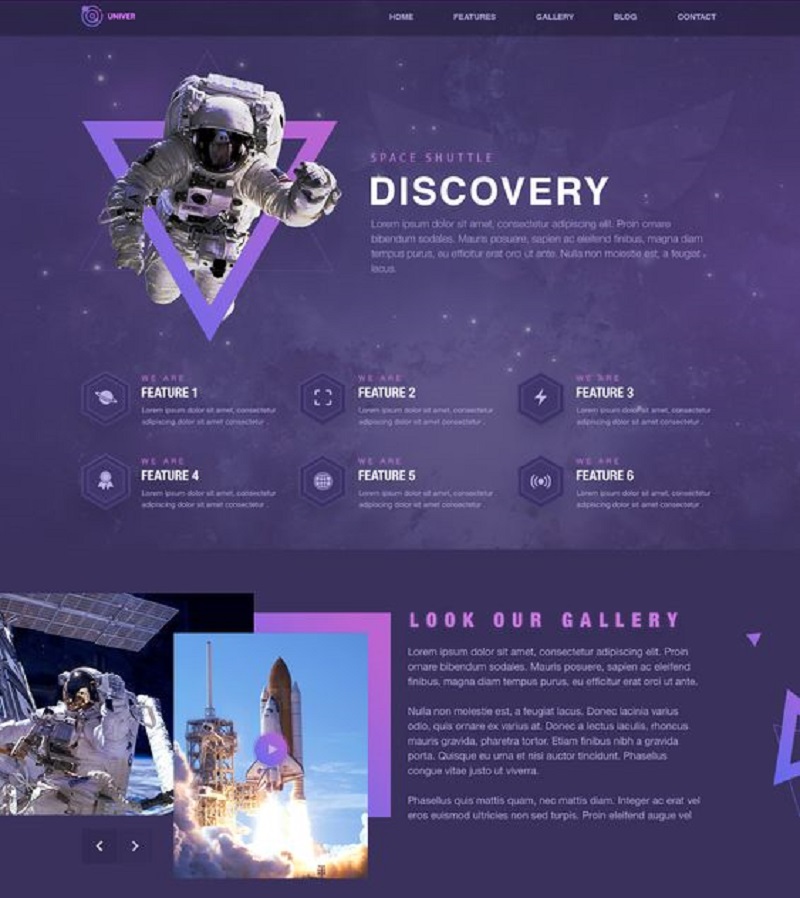 UNIVER
HOME FEATURES GALLERY BLOG CONTACT
SPACE SHUTTLE
DISCOVERY
Lorem ipsum dolor sit amet, consectetur adipiscing elit. Proin ornare
bibendum sodales. Mauris posuere, sapien ac eleifend finibus, magna diam
tempus purus, eu efficitur erat orci ut ante. Nulla non molestie est, a feugiat
lacus.
WE ARE
FEATURE 1
Lorem ipsum dolor sit amet, consectetur
adipiscing dolor sit amet consectetur .
WE ARE
FEATURE 2
Lorem ipsum dolor sit amet, consectetur
adipiscing dolor sit amet consectetur .
WE ARE
FEATURE 3
Lorem ipsum dolor sit amet, consectetur
adipiscing dolor sit amet consectetur .
WE ARE
FEATURE 4
Lorem ipsum dolor sit amet, consectetur
adipiscing dolor sit amet consectetur .
WE ARE
FEATURE 5
Lorem ipsum dolor sit amet, consectetur
adipiscing dolor sit amet consectetur .
WE ARE
FEATURE 6
Lorem ipsum dolor sit amet, consectetur
adipiscing dolor sit amet consectetur .
LOOK OUR GALLERY
Lorem ipsum dolor sit amet, consectetur adipiscing elit. Proin
ornare bibendum sodales. Mauris posuere, sapien ac eleifend
finibus, magna diam tempus purus, eu efficitur erat orci ut ante.
Nulla non molestie est, a feugiat lacus. Donec lacinia varius
odio, quis ornare ex varius at. Donec a lectus iaculis, rhoncus
mauris gravida, pharetra tortor. Etiam finibus nibh a gravida
porta. Quisque eu urna et nisi auctor tincidunt. Phasellus
congue vitae justo ut viverra.
Phasellus quis mattis quam, nec mattis diam. Integer ac erat vel
eros euismod ultricies non sed turpis. Proin eleifend augue vel